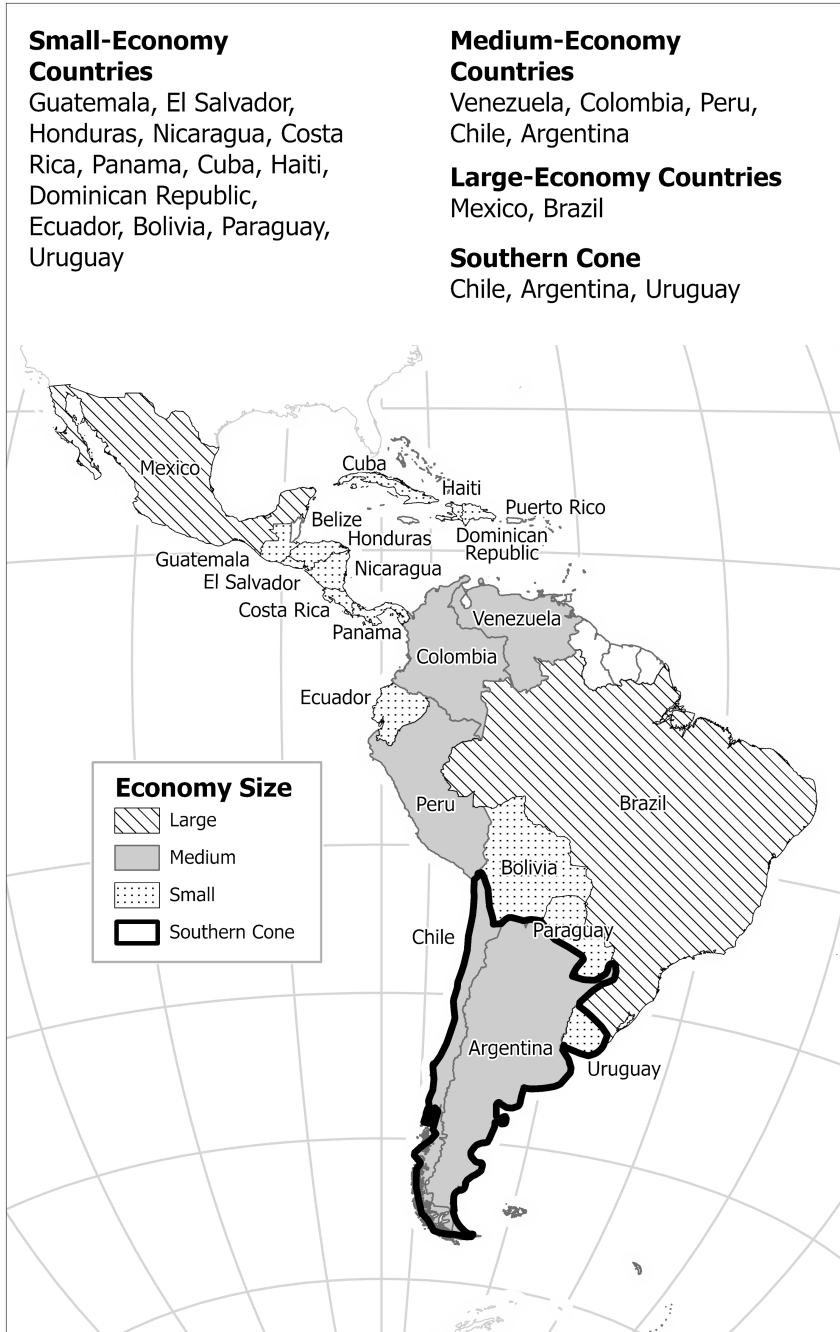 Small-Economy
Countries
Guatemala, El Salvador,
Honduras, Nicaragua, Costa
Rica, Panama, Cuba, Haiti,
Dominican Republic,
Ecuador, Bolivia, Paraguay,
Uruguay
Medium-Economy
Countries
Venezuela, Colombia, Peru,
Chile, Argentina
Large-Economy Countries
Mexico, Brazil
Southern Cone
Chile, Argentina, Uruguay
Mexico
Cuba
Haiti
Puerto Rico
Belize
Honduras
Dominican
Republic
Guatemala
Nicaragua
El Salvador
Costa Rica
Panama
Venezuela
Colombia
Ecuador
Peru
Brazil
Bolivia
Paraguay
Chile
Argentina
Uruguay
Economy Size
Large
Medium
Small
Southern Cone